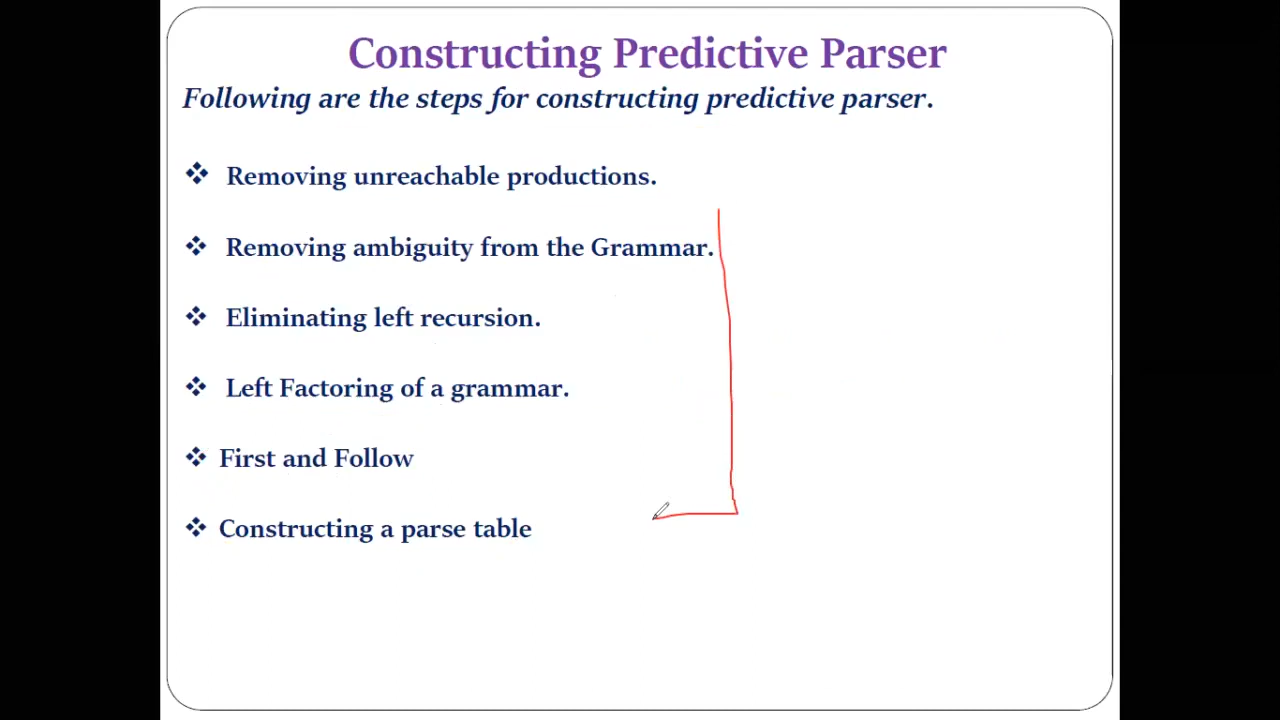 Constructing Predictive Parser
Following are the steps for constructing predictive parser.
❖ Removing unreachable productions.
❖ Removing ambiguity from the Grammar.
❖ Eliminating left recursion.
❖ Left Factoring of a grammar.
❖ First and Follow
❖ Constructing a parse table